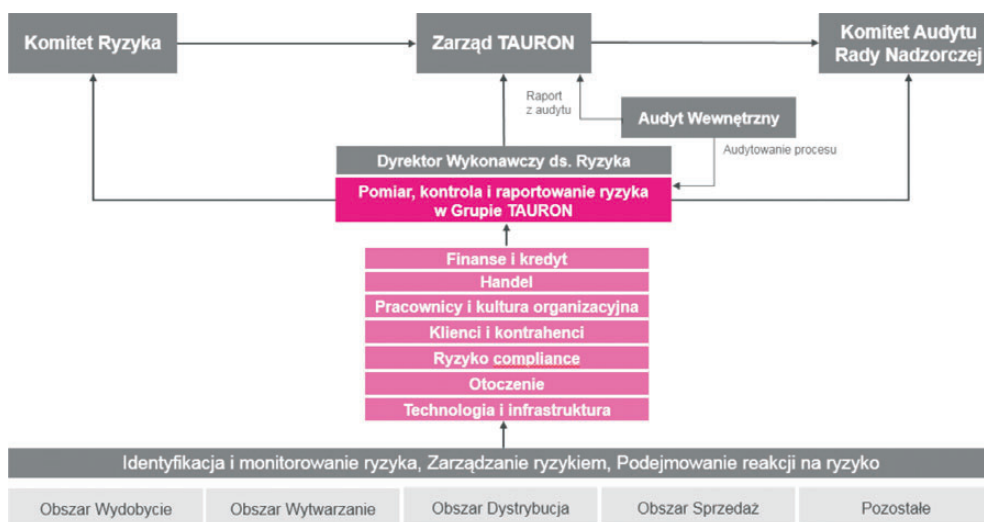 Komitet Ryzyka
Zarząd TAURON
Komitet Audytu
Rady Nadzorczej
Raport
z audytu
Audyt Wewnętrzny
Audytowanie procesu
Dyrektor Wykonawczy ds. Ryzyka
Pomiar, kontrola i raportowanie ryzyka
w Grupie TAURON
Finanse i kredyt
Handel
Pracownicy i kultura organizacyjna
Klienci i kontrahenci
Ryzyko compliance
Otoczenie
Technologia i infrastruktura
Identyfikacja i monitorowanie ryzyka, Zarządzanie ryzykiem, Podejmowanie reakcji na ryzyko
Obszar Wydobycie
Obszar Wytwarzanie
Obszar Dystrybucja
Obszar Sprzedaż
Pozostałe